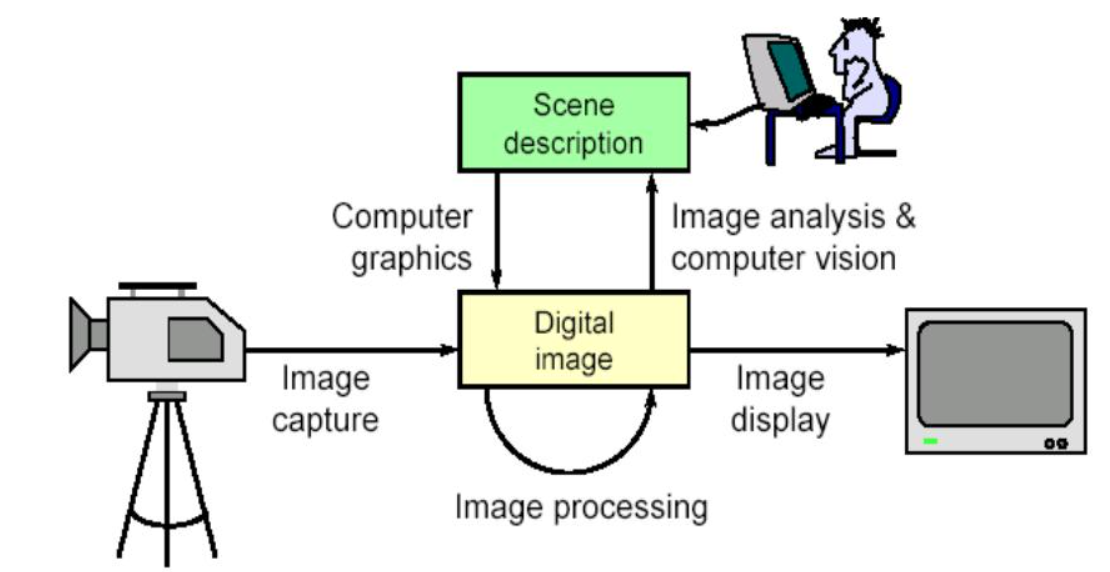 Scene
description
Computer
graphics
Image analysis &
computer vision
Digital
image
Image
capture
Image
display
Image processing